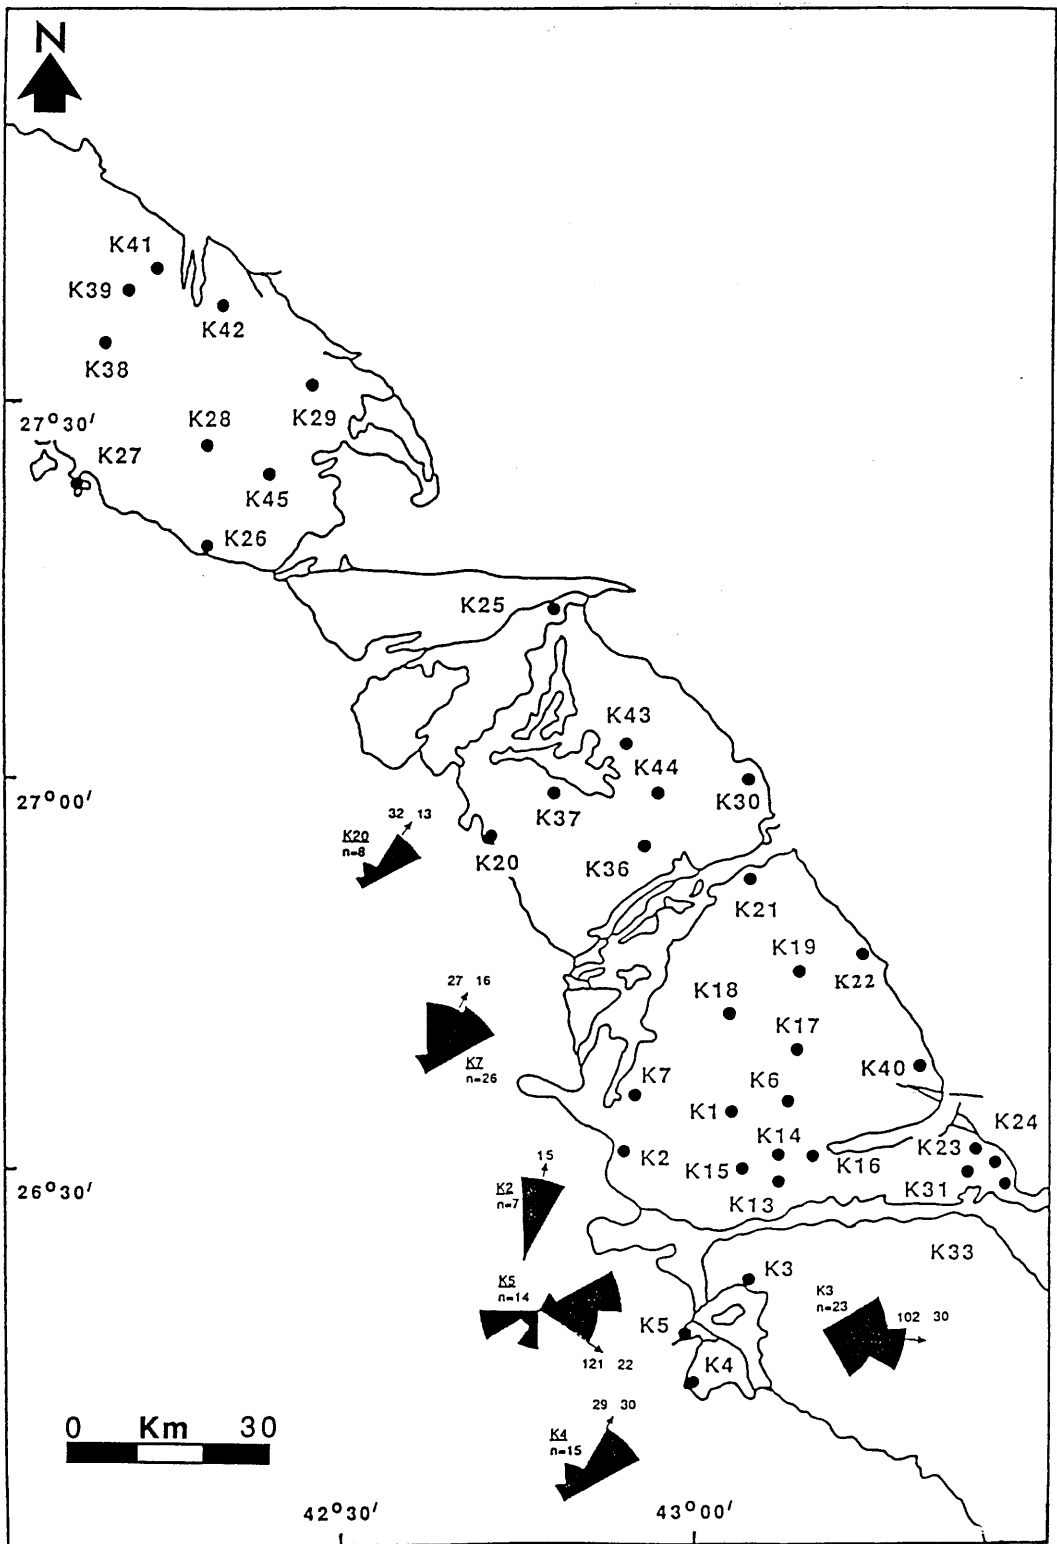 N
K41
K39
K42
K38
27°30′
K28
K29
K27
K45
K26
K25
K43
K44
27°00′
K30
K37
32 13
K20
n=8
K20
K36
K21
K19
K22
K18
27 16
K17
K7
n=26
K7
K6
K40
K1
K24
K14
K23
K2
K15
K16
15
K2
n=7
K31
K13
K33
K3
K5
n=14
K3
n=23
102 30
K5
121 22
K4
29 30
0 Km 30
K4
n=15
42°30′
43°00′
26°30′